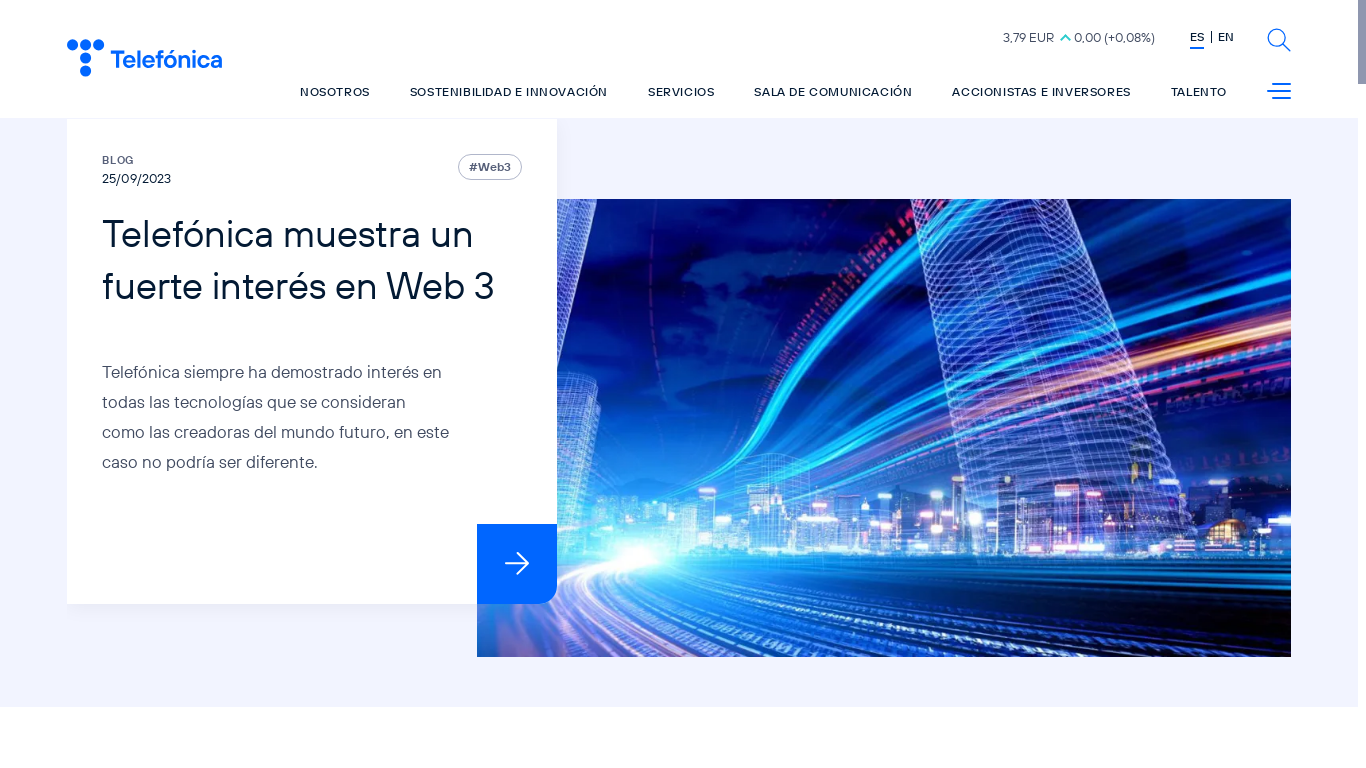 3,79 EUR 0,00 (+0,08%)
ES | EN
Telefónica
NOSOTROS SOSTENIBILIDAD E INNOVACIÓN SERVICIOS SALA DE COMUNICACIÓN ACCIONISTAS E INVERSORES TALENTO
BLOG
25/09/2023
#Web3
Telefónica muestra un
fuerte interés en Web 3
Telefónica siempre ha demostrado interés en
todas las tecnologías que se consideran
como las creadoras del mundo futuro, en este
caso no podría ser diferente.